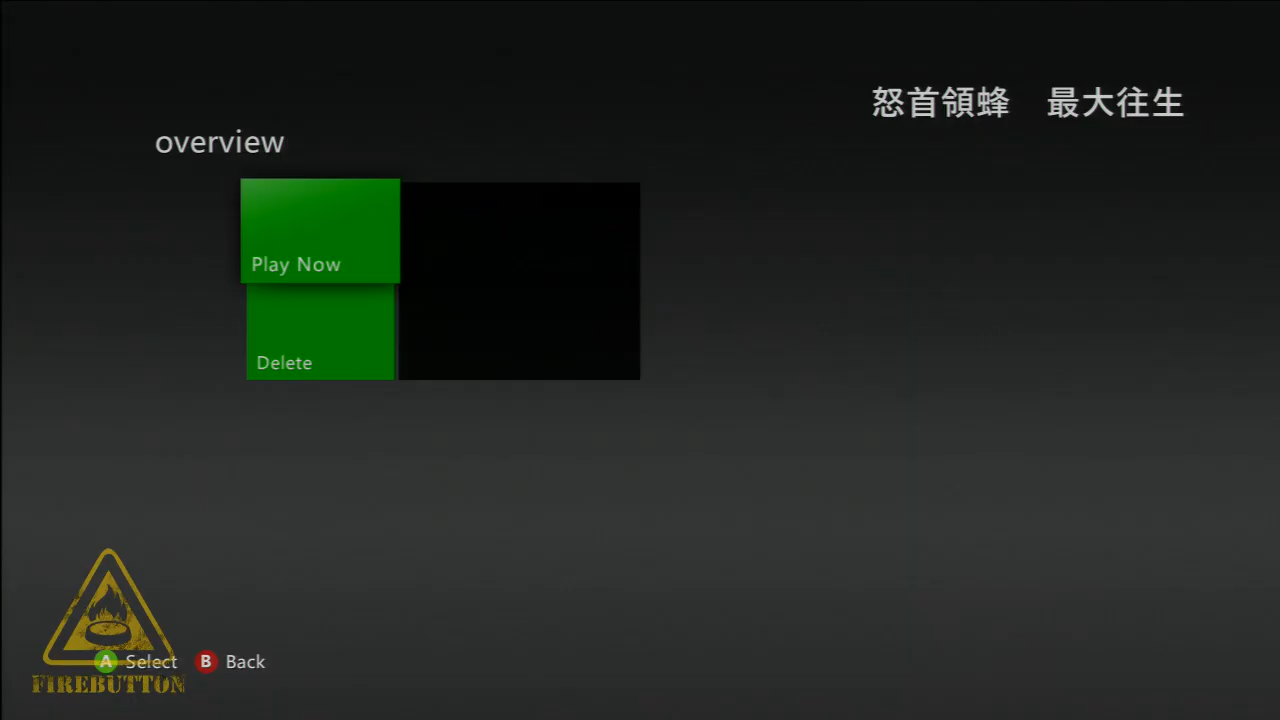 怒首領蜂　最大往生
overview
Play Now
Delete
A Select B Back
FIREBUTTON